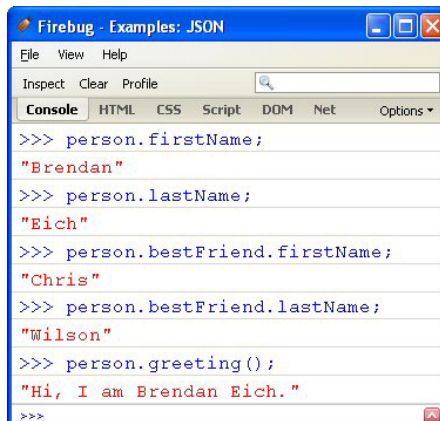 Firebug - Examples: JSON
File View Help
Inspect Clear Profile
Console HTML CSS Script DOM Net Options
>>> person.firstName;
"Brendan"
>>> person.lastName;
"Eich"
>>> person.bestFriend.firstName;
"Chris"
>>> person.bestFriend.lastName;
"Wilson"
>>> person.greeting();
"Hi, I am Brendan Eich."
>>>